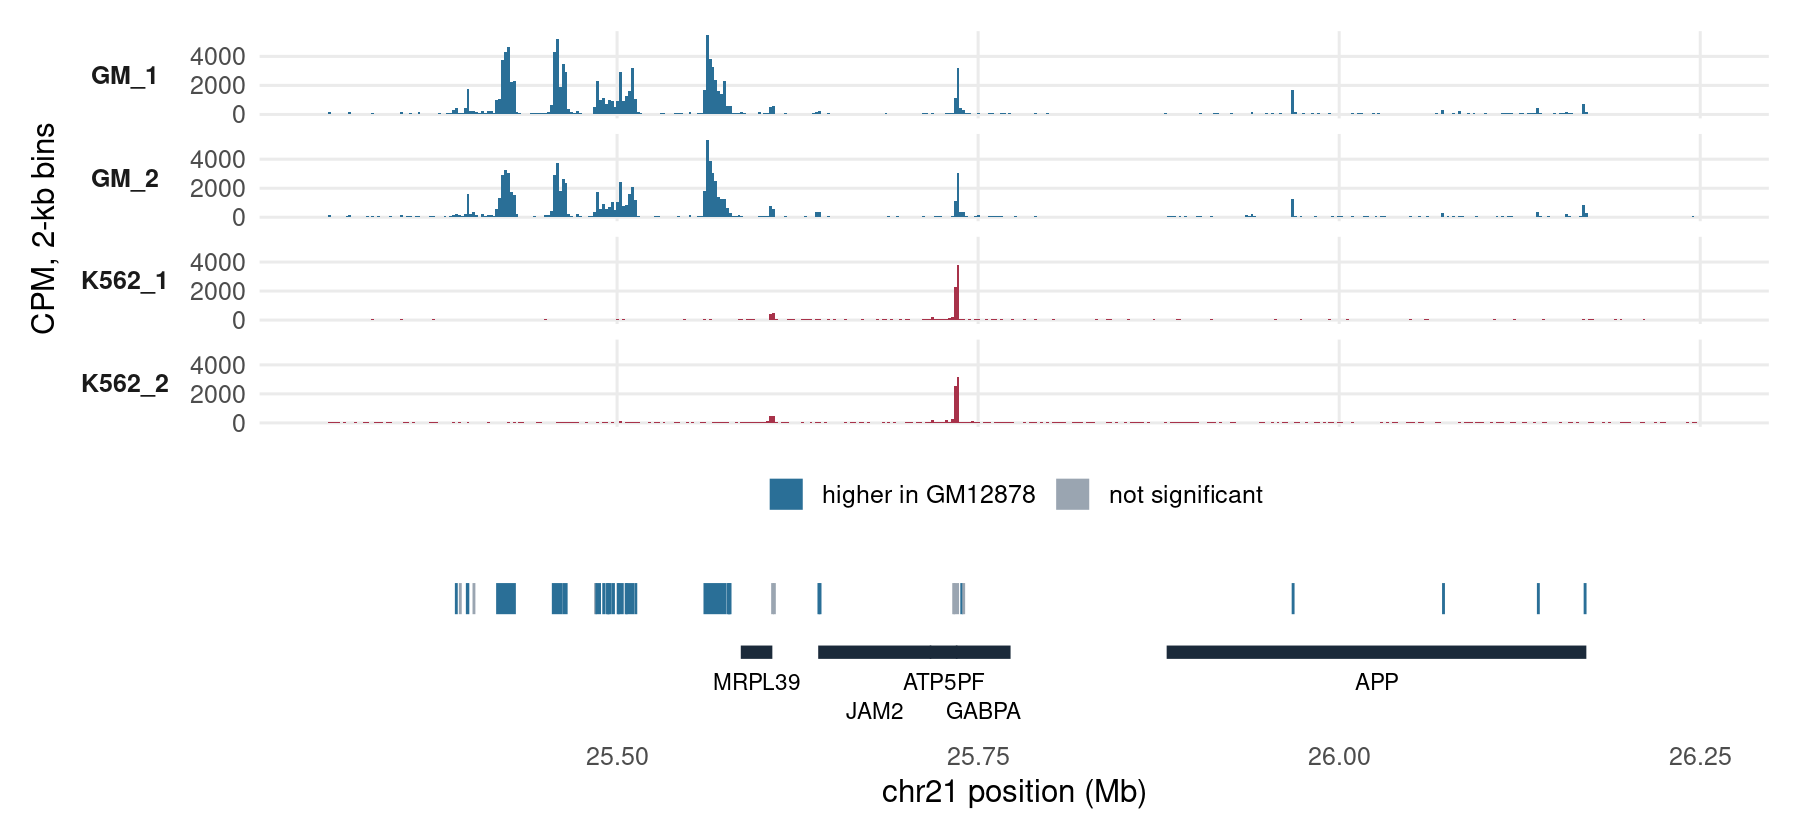 CPM, 2-kb bins
GM_1
4000
2000
0
GM_2
4000
2000
0
K562_1
4000
2000
0
K562_2
4000
2000
0
higher in GM12878 not significant
MRPL39 ATP5PF APP
JAM2 GABPA
25.50 25.75 26.00 26.25
chr21 position (Mb)